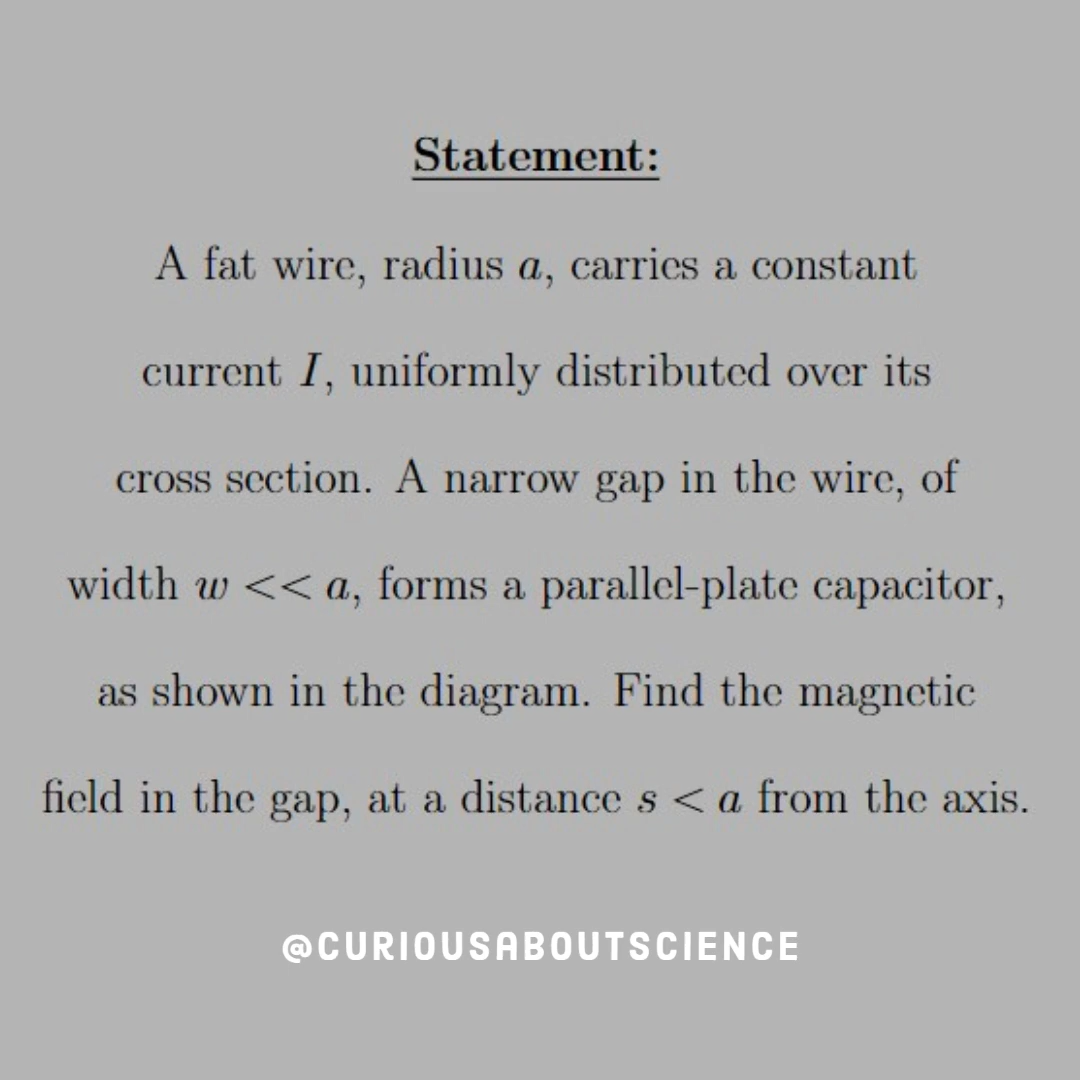 Statement:
A fat wire, radius a, carries a constant
current I, uniformly distributed over its
cross section. A narrow gap in the wire, of
width w << a, forms a parallel-plate capacitor,
as shown in the diagram. Find the magnetic
field in the gap, at a distance s < a from the axis.
@CURIOUSABOUTSCIENCE